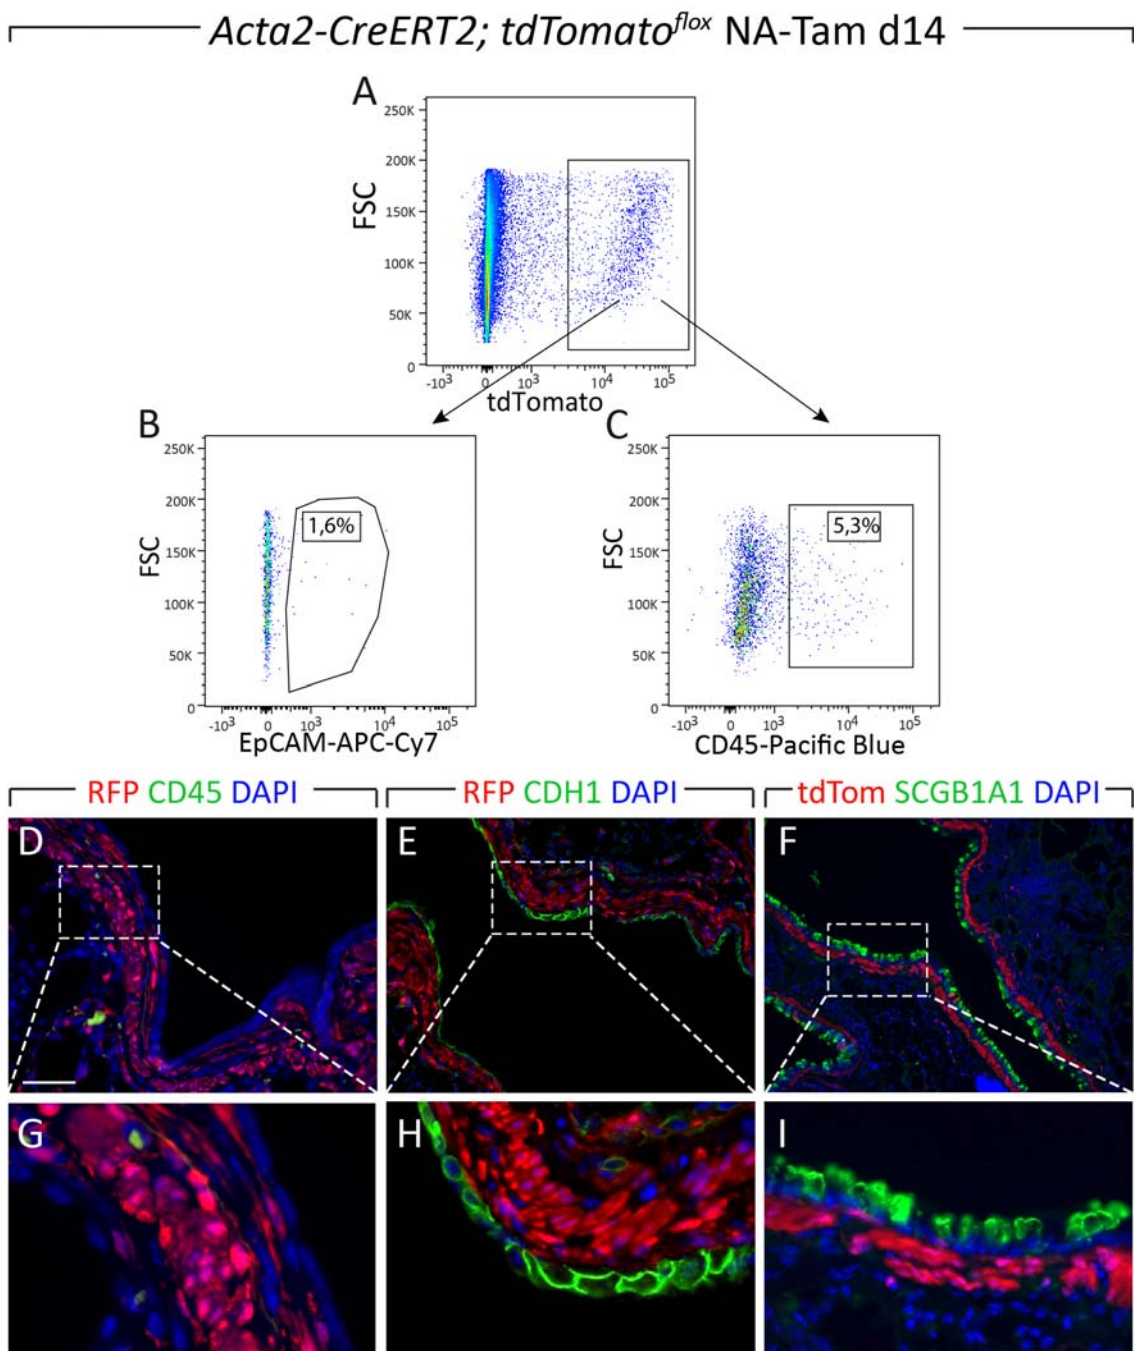 Acta2-CreERT2; tdTomatoflox NA-Tam d14
A
250K
200K
150K
100K
50K
0
FSC
-10³ 0 10³ 10⁴ 10⁵
tdTomato
B
250K
200K
150K
100K
50K
0
FSC
1,6%
-10³ 0 10³ 10⁴ 10⁵
EpCAM-APC-Cy7
C
250K
200K
150K
100K
50K
0
FSC
5,3%
-10³ 0 10³ 10⁴ 10⁵
CD45-Pacific Blue
RFP CD45 DAPI
RFP CDH1 DAPI
tdTom SCGB1A1 DAPI
D
E
F
G
H
I